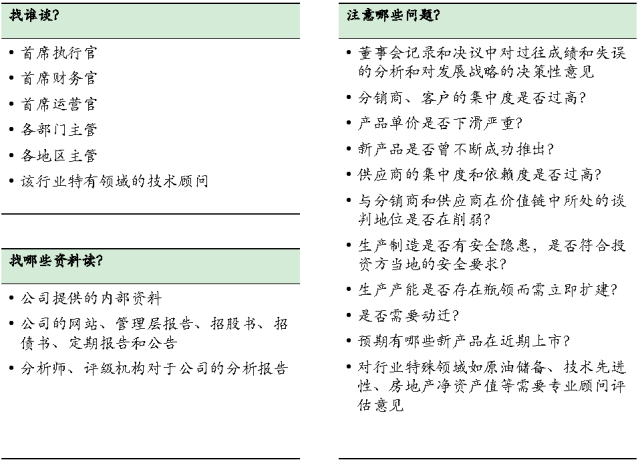 找谁谈?
• 首席执行官
• 首席财务官
• 首席运营官
• 各部门主管
• 各地区主管
• 该行业特有领域的技术顾问
找哪些资料读?
• 公司提供的内部资料
• 公司的网站、管理层报告、招股书、招
债书、定期报告和公告
• 分析师、评级机构对于公司的分析报告
注意哪些问题?
• 董事会记录和决议中对过往成绩和失误
的分析和对发展战略的决策性意见
• 分销商、客户的集中度是否过高?
• 产品单价是否下滑严重?
• 新产品是否曾不断成功推出?
• 供应商的集中度和依赖度是否过高?
• 与分销商和供应商在价值链中所处的谈
判地位是否在削弱?
• 生产制造是否有安全隐患，是否符合投
资方当地的安全要求?
• 生产产能是否存在瓶领而需立即扩建?
• 是否需要动迁?
• 预期有哪些新产品在近期上市?
• 对行业特殊领域如原油储备、技术先进
性、房地产净资产值等需要专业顾问评
估意见